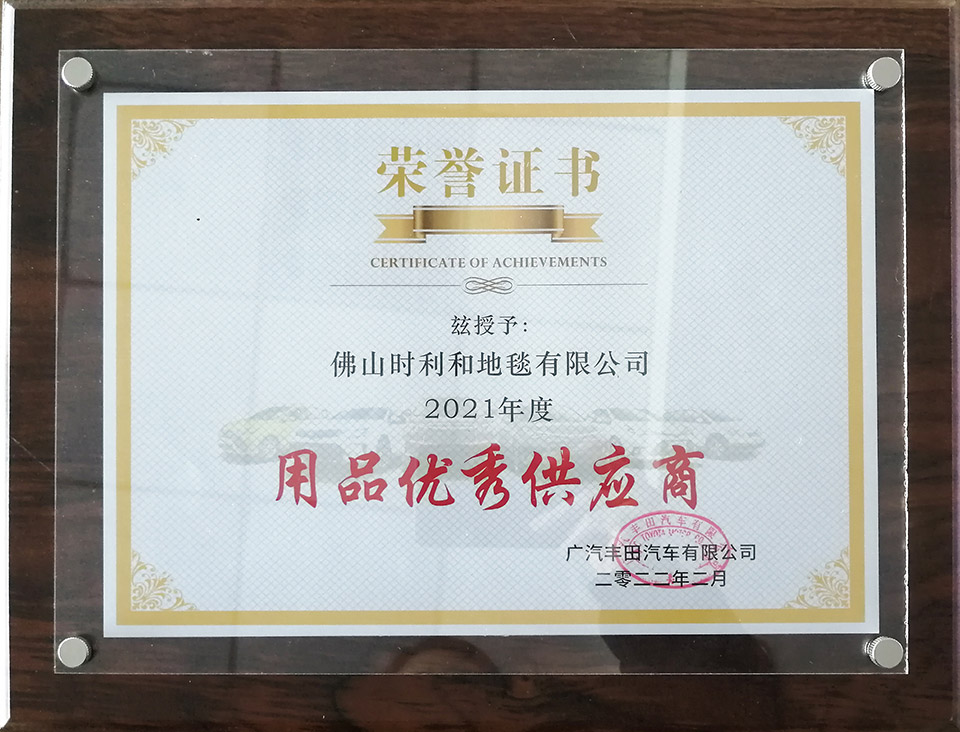 荣誉证书
CERTIFICATE OF ACHIEVEMENTS
兹授予：
佛山时利和地毯有限公司
2021年度
用品优秀供应商
广汽丰田汽车有限公司
二零二二年二月